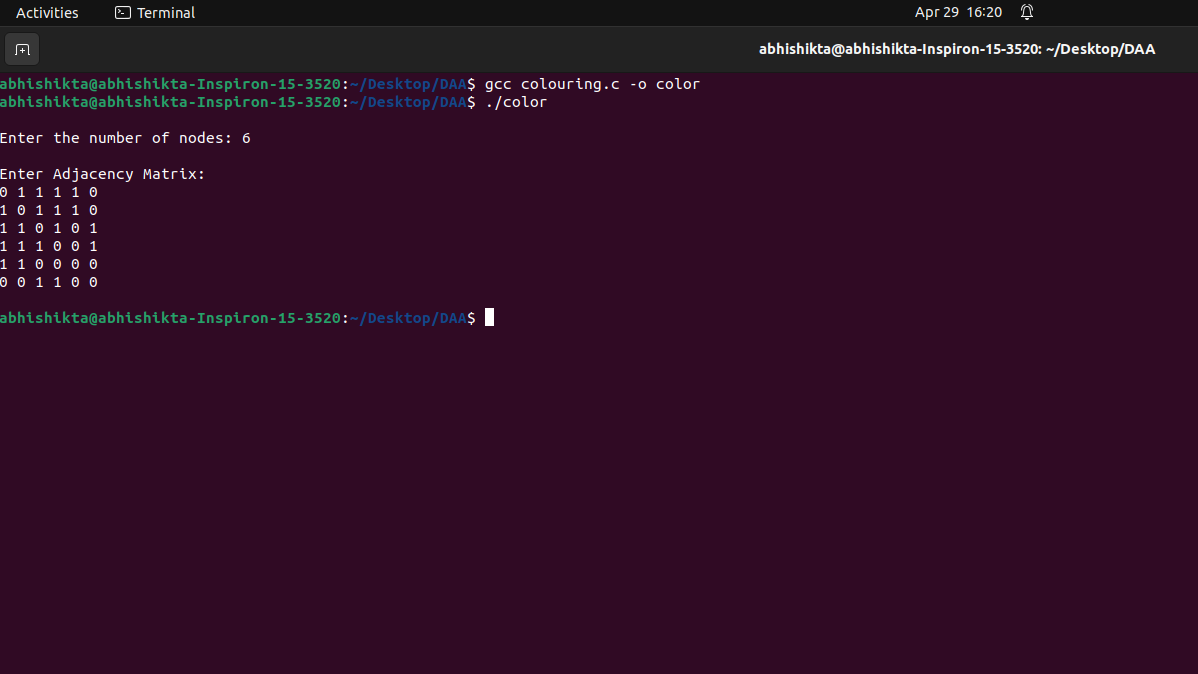 Activities Terminal Apr 29 16:20
abhishikta@abhishikta-Inspiron-15-3520: ~/Desktop/DAA
abhishikta@abhishikta-Inspiron-15-3520:~/Desktop/DAA$ gcc colouring.c -o color
abhishikta@abhishikta-Inspiron-15-3520:~/Desktop/DAA$ ./color
Enter the number of nodes: 6
Enter Adjacency Matrix:
0 1 1 1 1 0
1 0 1 1 1 0
1 1 0 1 0 1
1 1 1 0 0 1
1 1 0 0 0 0
0 0 1 1 0 0
abhishikta@abhishikta-Inspiron-15-3520:~/Desktop/DAA$